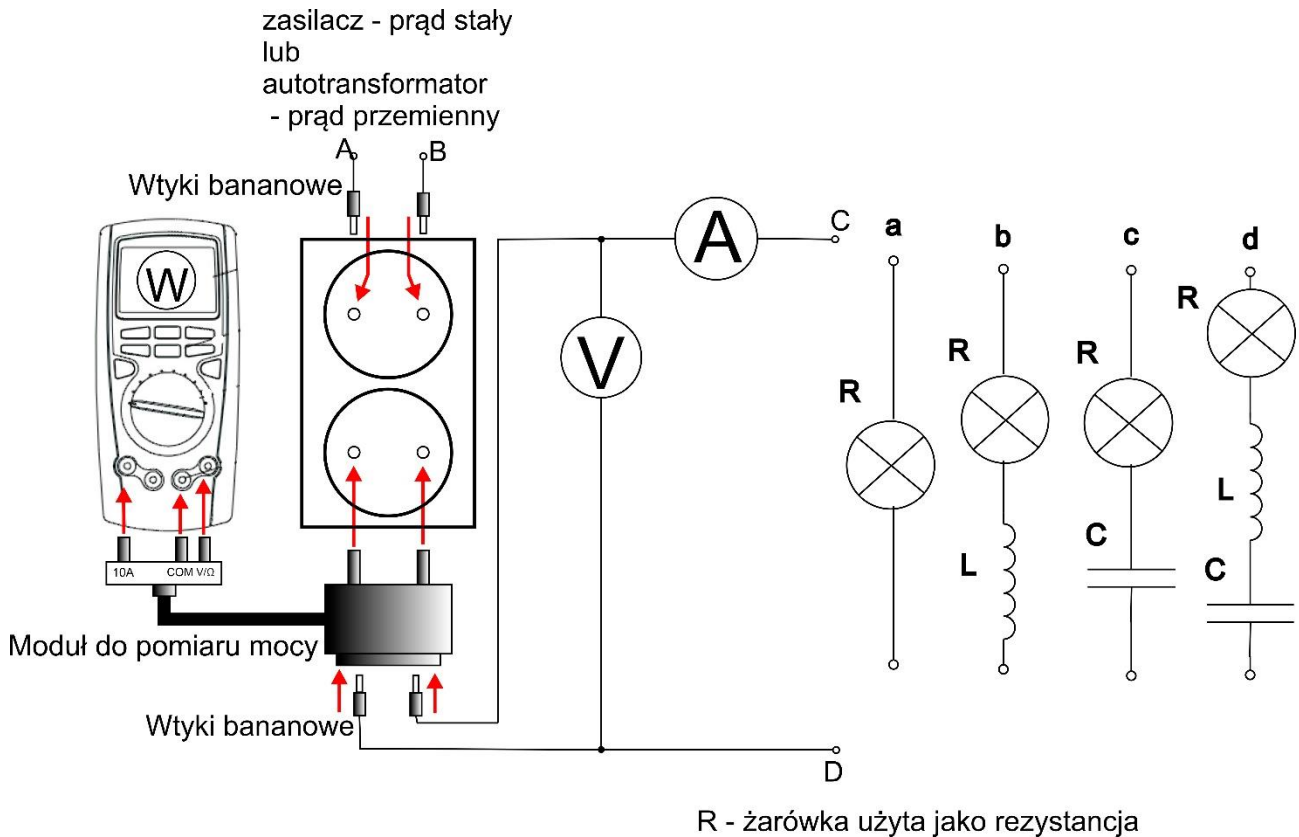 zasilacz - prąd stały
lub
autotransformator
- prąd przemienny
A
B
Wtyki bananowe
W
10A
COM V/Ω
Moduł do pomiaru mocy
Wtyki bananowe
A
V
C
D
a
R
b
R
L
c
R
C
d
R
L
C
R - żarówka użyta jako rezystancja